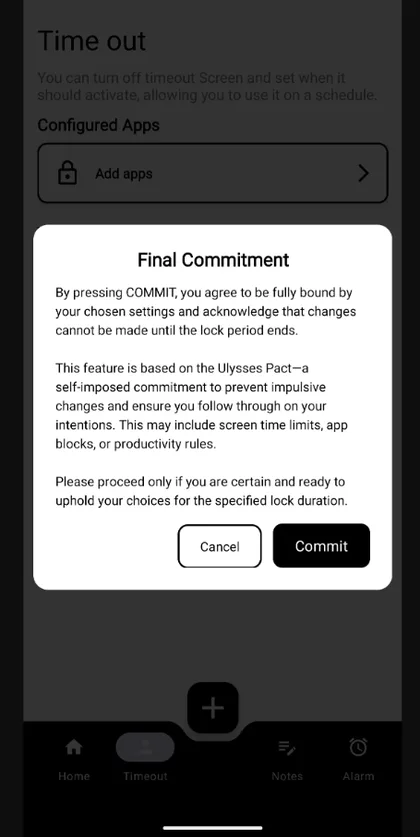 Time out
You can turn off timeout Screen and set when it
should activate, allowing you to use it on a schedule.
Configured Apps
Add apps
Final Commitment
By pressing COMMIT, you agree to be fully bound by
your chosen settings and acknowledge that changes
cannot be made until the lock period ends.
This feature is based on the Ulysses Pact—a
self-imposed commitment to prevent impulsive
changes and ensure you follow through on your
intentions. This may include screen time limits, app
blocks, or productivity rules.
Please proceed only if you are certain and ready to
uphold your choices for the specified lock duration.
Cancel
Commit
Home
Timeout
Notes
Alarm